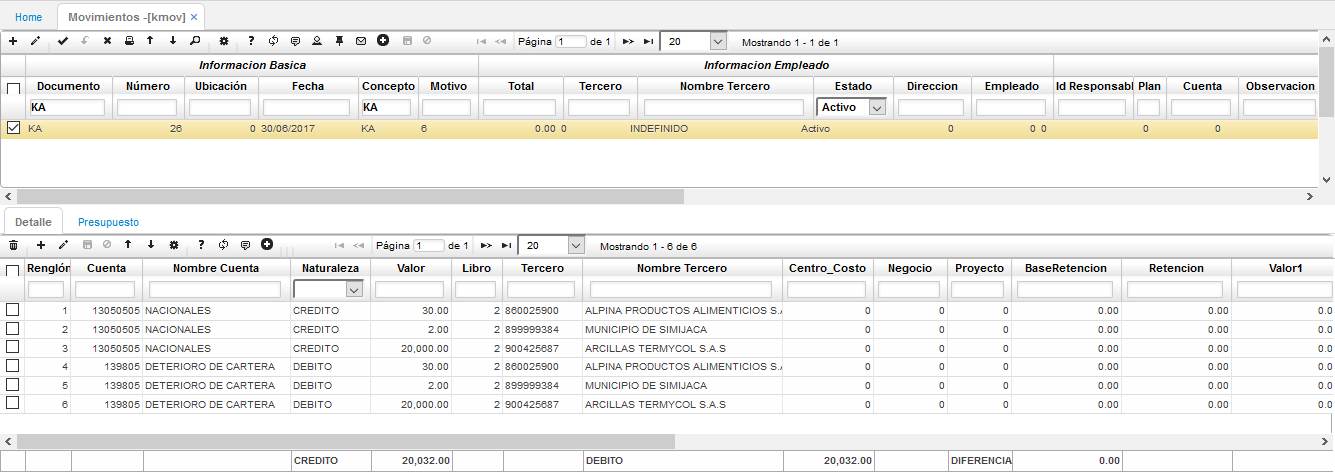 Home Movimientos -[kmov] ×
Página 1 de 1 20 Mostrando 1 - 1 de 1
Informacion Basica Informacion Empleado
Documento Número Ubicación Fecha Concepto Motivo Total Tercero Nombre Tercero Estado Direccion Empleado Id Responsabl Plan Cuenta Observacion
KA KA Activo
KA 26 0 30/06/2017 KA 6 0.00 0 INDEFINIDO Activo 0 0 0 0 0
Detalle Presupuesto
Página 1 de 1 20 Mostrando 1 - 6 de 6
Renglón Cuenta Nombre Cuenta Naturaleza Valor Libro Tercero Nombre Tercero Centro_Costo Negocio Proyecto BaseRetencion Retencion Valor1
1 13050505 NACIONALES CREDITO 30.00 2 860025900 ALPINA PRODUCTOS ALIMENTICIOS S.A 0 0 0 0.00 0.00 0.0
2 13050505 NACIONALES CREDITO 2.00 2 899999384 MUNICIPIO DE SIMIJACA 0 0 0 0.00 0.00 0.0
3 13050505 NACIONALES CREDITO 20,000.00 2 900425687 ARCILLAS TERMYCOL S.A.S 0 0 0 0.00 0.00 0.0
4 139805 DETERIORO DE CARTERA DEBITO 30.00 2 860025900 ALPINA PRODUCTOS ALIMENTICIOS S.A 0 0 0 0.00 0.00 0.0
5 139805 DETERIORO DE CARTERA DEBITO 2.00 2 899999384 MUNICIPIO DE SIMIJACA 0 0 0 0.00 0.00 0.0
6 139805 DETERIORO DE CARTERA DEBITO 20,000.00 2 900425687 ARCILLAS TERMYCOL S.A.S 0 0 0 0.00 0.00 0.0
CREDITO 20,032.00 DEBITO 20,032.00 DIFERENCIA 0.00